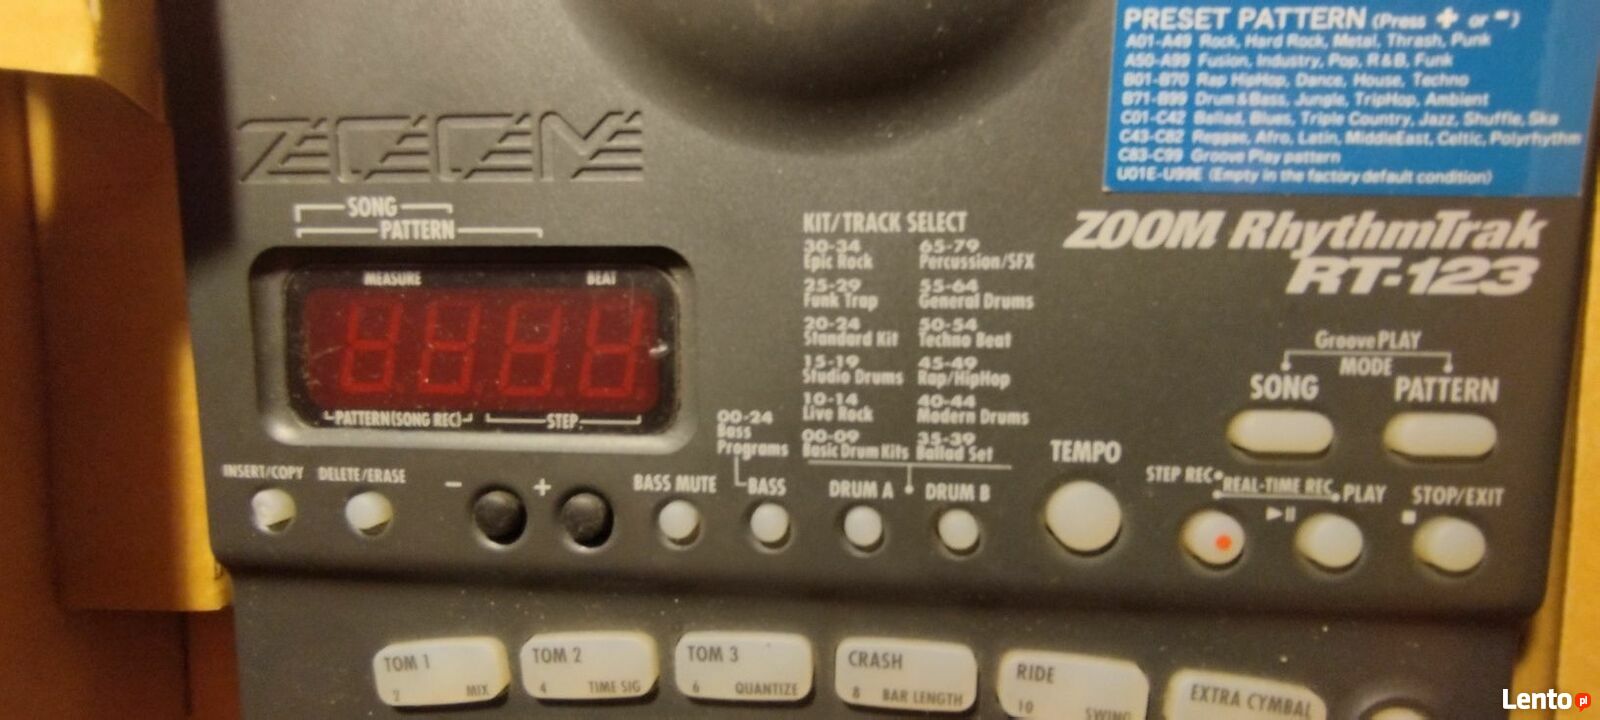 PRESET PATTERN (Press + or -)
A01-A49 Rock, Hard Rock, Metal, Thrash, Punk
A50-A99 Fusion, Industry, Pop, R&B, Funk
B01-B70 Rap HipHop, Dance, House, Techno
B71-B99 Drum&Bass, Jungle, TripHop, Ambient
C01-C42 Ballad, Blues, Triple Country, Jazz, Shuffle, Ska
C43-C82 Reggae, Afro, Latin, MiddleEast, Celtic, Polyrhythm
C83-C99 Groove Play pattern
U01E-U99E (Empty in the factory default condition)
ZOOM
SONG
PATTERN
MEASURE BEAT
PATTERN(SONG REC) STEP
KIT/TRACK SELECT
30-34 65-79
Epic Rock Percussion/SFX
25-29 55-64
Funk Trap General Drums
20-24 50-54
Standard Kit Techno Beat
15-19 45-49
Studio Drums Rap/HipHop
10-14 40-44
Live Rock Modern Drums
00-09 35-39
Basic Drum Kits Ballad Set
00-24
Bass
Programs
ZOOM RhythmTrak
RT-123
GroovePLAY
MODE
SONG PATTERN
INSERT/COPY DELETE/ERASE - + BASS MUTE BASS DRUM A DRUM B TEMPO
STEP REC REAL-TIME REC PLAY STOP/EXIT
TOM 1
2 MIX
TOM 2
4 TIME SIG
TOM 3
6 QUANTIZE
CRASH
8 BAR LENGTH
RIDE
10 SWING
EXTRA CYMBAL
Lento pl